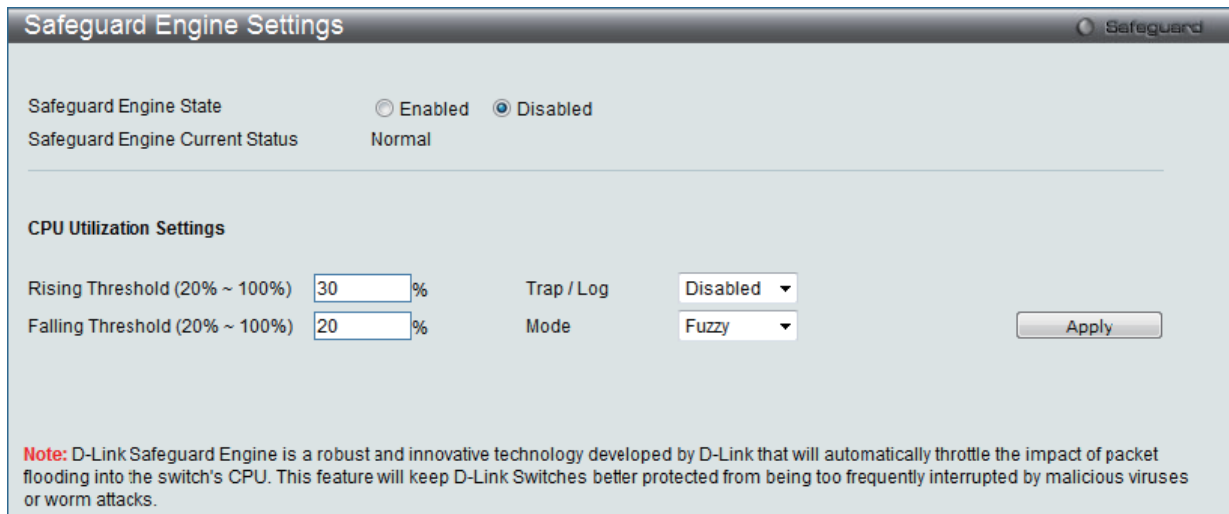 Safeguard Engine Settings
Safeguard
Safeguard Engine State Enabled Disabled
Safeguard Engine Current Status Normal
CPU Utilization Settings
Rising Threshold (20% ~ 100%) 30 % Trap / Log Disabled
Falling Threshold (20% ~ 100%) 20 % Mode Fuzzy Apply
Note: D-Link Safeguard Engine is a robust and innovative technology developed by D-Link that will automatically throttle the impact of packet
flooding into the switch's CPU. This feature will keep D-Link Switches better protected from being too frequently interrupted by malicious viruses
or worm attacks.